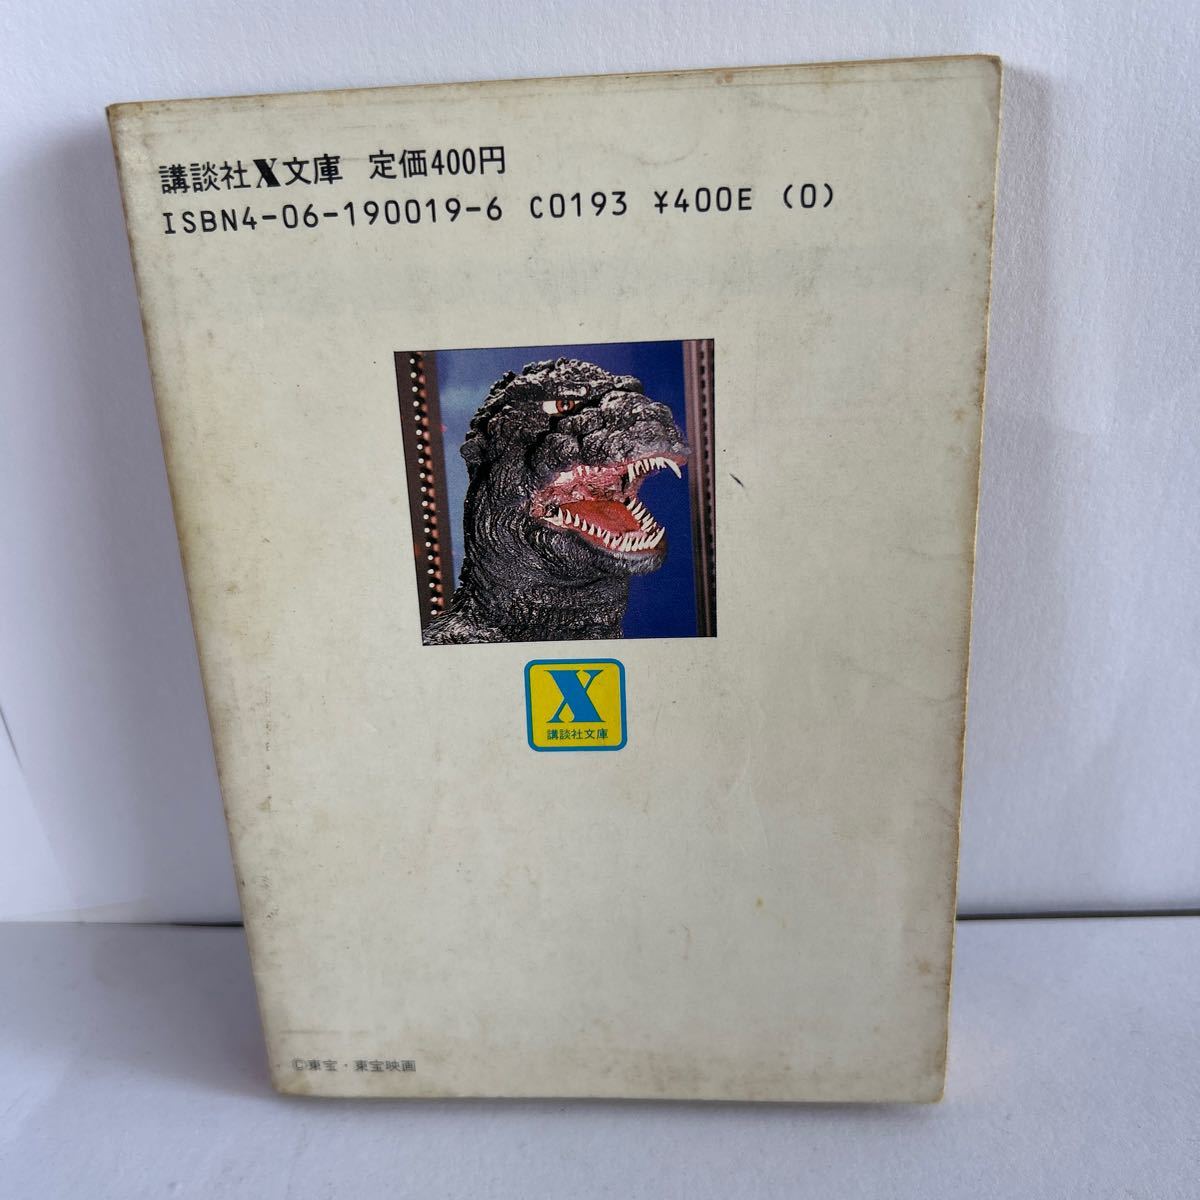 講談社X文庫 定価400円
ISBN4-06-190019-6 C0193 ¥400E (0)
X
講談社文庫
©東宝・東宝映画